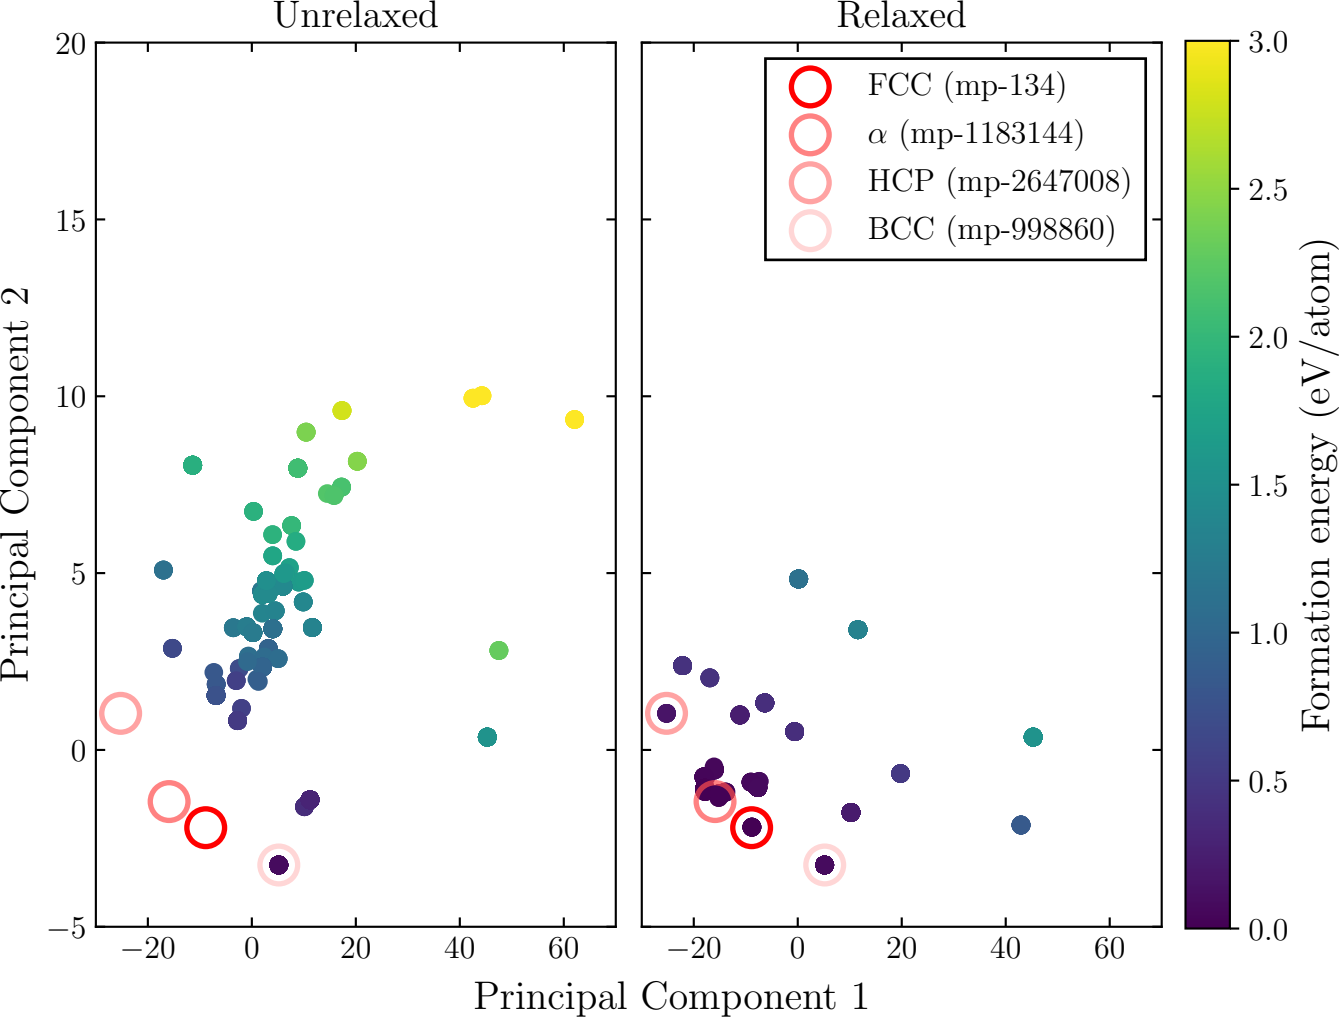 Unrelaxed
Relaxed
20
15
10
5
0
−5
Principal Component 2
FCC (mp-134)
α (mp-1183144)
HCP (mp-2647008)
BCC (mp-998860)
3.0
2.5
2.0
1.5
1.0
0.5
0.0
Formation energy (eV/atom)
−20 0 20 40 60
−20 0 20 40 60
Principal Component 1